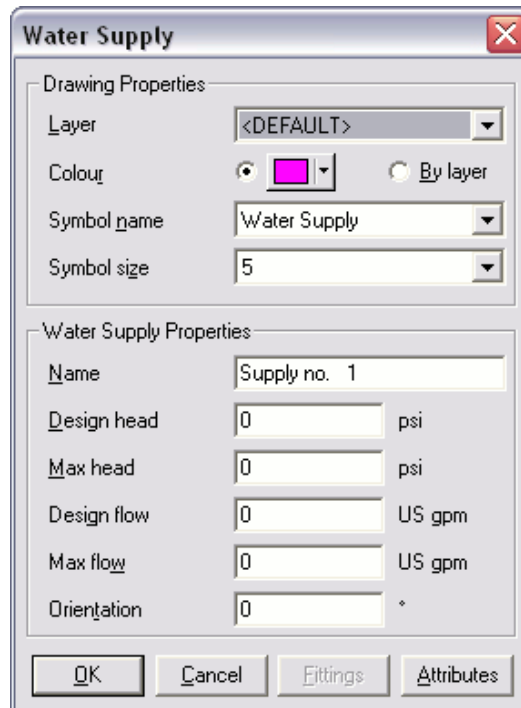 Water Supply
Drawing Properties
Layer <DEFAULT>
Colour By layer
Symbol name Water Supply
Symbol size 5
Water Supply Properties
Name Supply no. 1
Design head 0 psi
Max head 0 psi
Design flow 0 US gpm
Max flow 0 US gpm
Orientation 0 °
OK Cancel Fittings Attributes